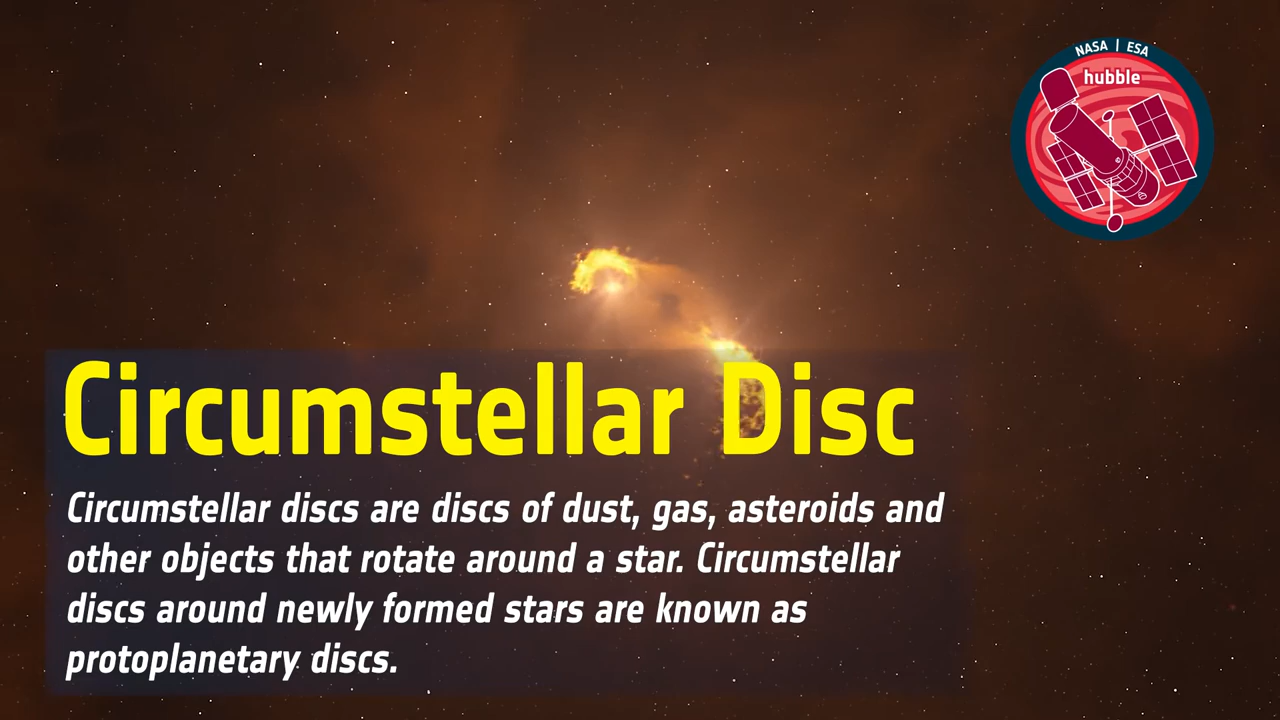 NASA | ESA
hubble
Circumstellar Disc
Circumstellar discs are discs of dust, gas, asteroids and
other objects that rotate around a star. Circumstellar
discs around newly formed stars are known as
protoplanetary discs.